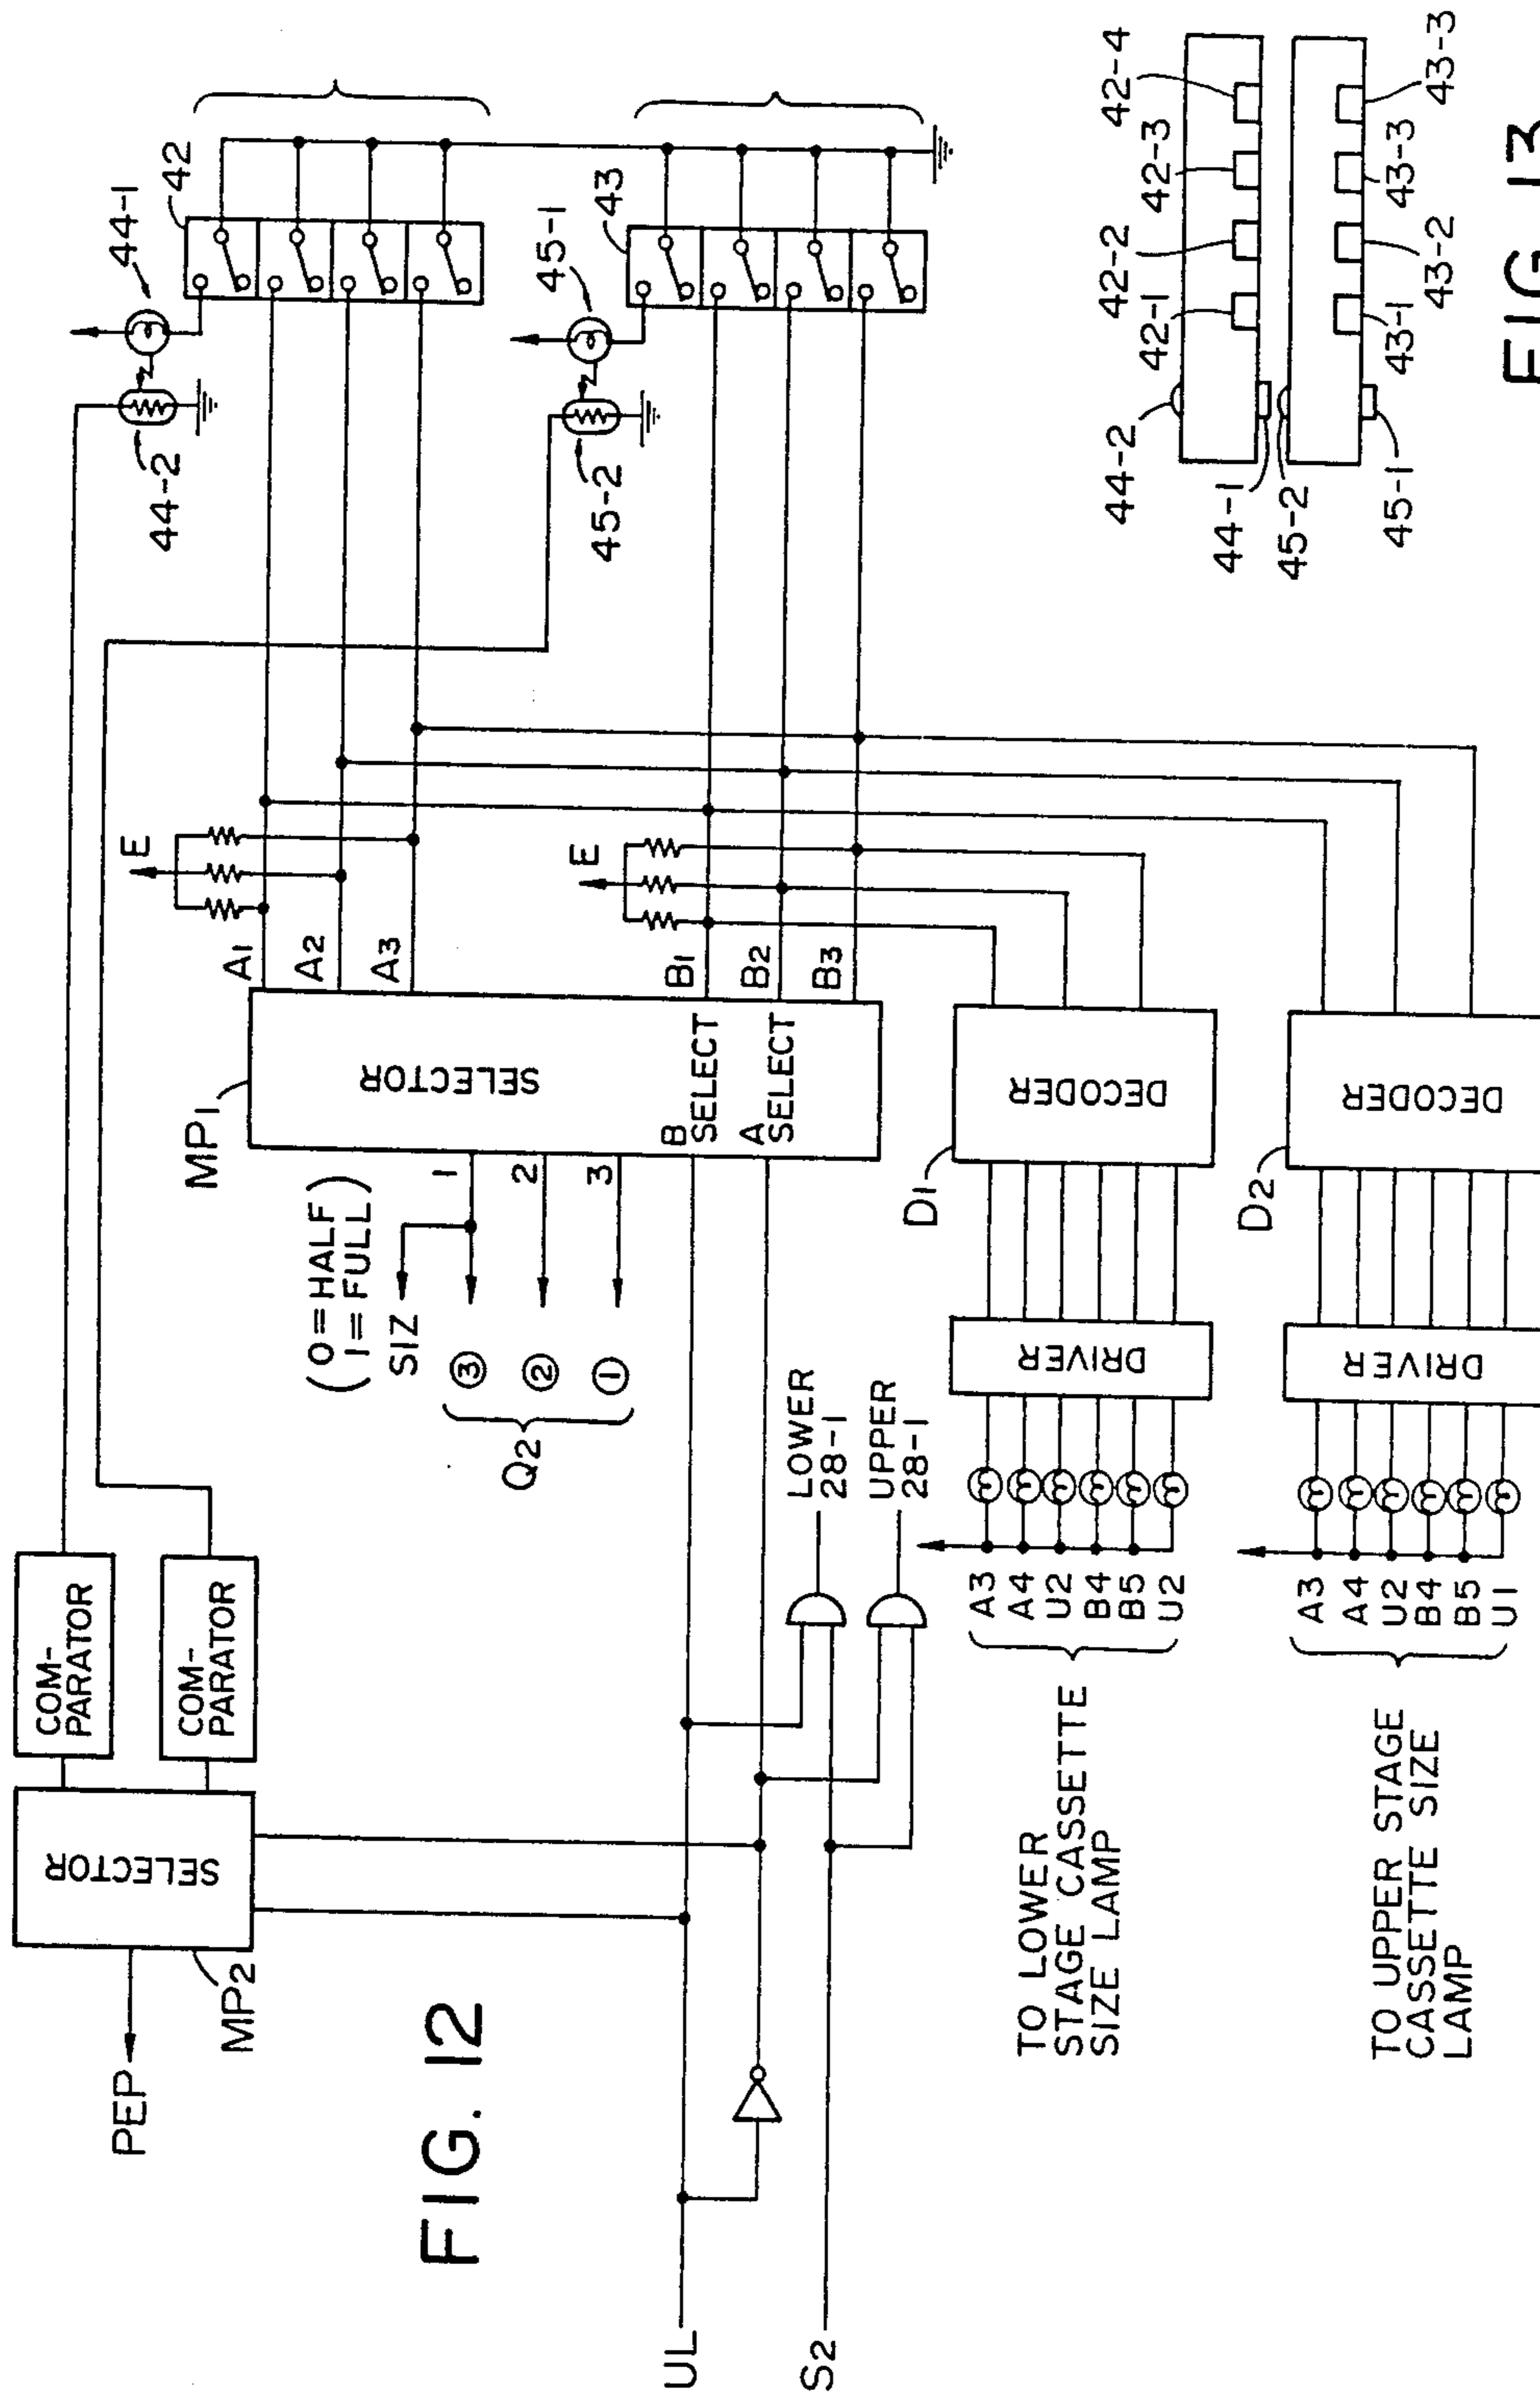 FIG. 12
PEP
MP2
SELECTOR
COM-
PARATOR
COM-
PARATOR
UL
S2
LOWER
28-1
UPPER
28-1
(0=HALF
1=FULL)
SIZ
Q2
③
②
①
1
2
3
MP1
SELECTOR
B
SELECT
A
SELECT
A1
A2
A3
B1
B2
B3
E
E
44-2
44-1
42
45-2
45-1
43
TO LOWER
STAGE CASSETTE
SIZE LAMP
A3
A4
U2
B4
B5
U2
DRIVER
D1
DECODER
TO UPPER STAGE
CASSETTE SIZE
LAMP
A3
A4
U2
B4
B5
U1
DRIVER
D2
DECODER
44-2
42-1
42-2
42-3
42-4
44-1
45-2
45-1
43-1
43-2
43-3
43-3
FIG. 13